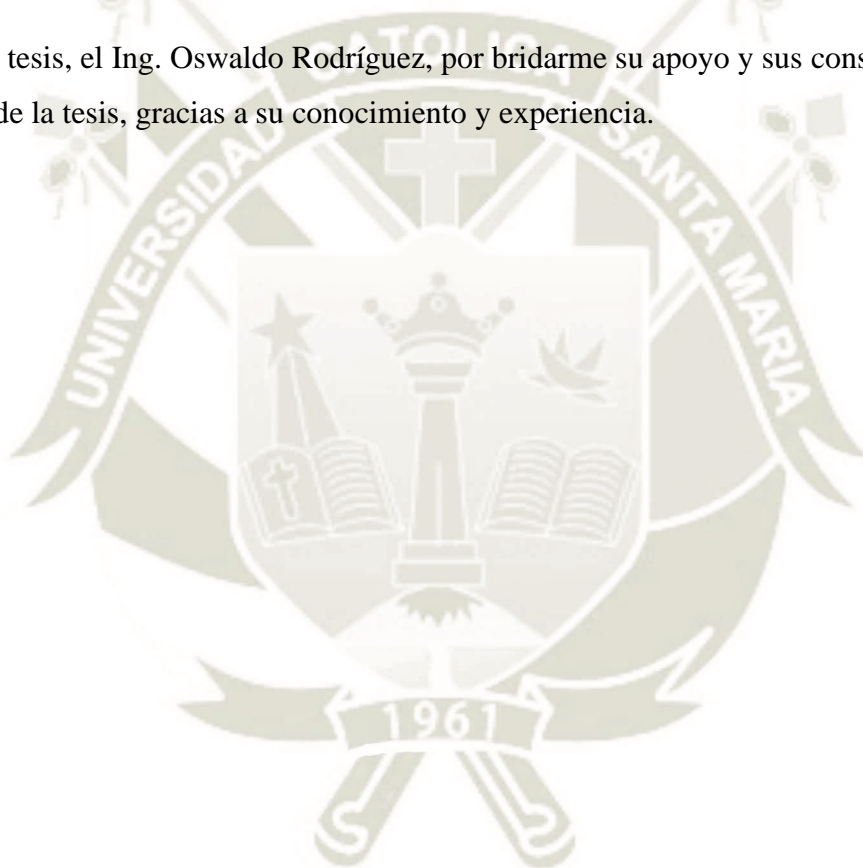 tesis, el Ing. Oswaldo Rodríguez, por bridarme su apoyo y sus cons
de la tesis, gracias a su conocimiento y experiencia.
UNIVERSIDAD CATOLICA SANTA MARIA
1961